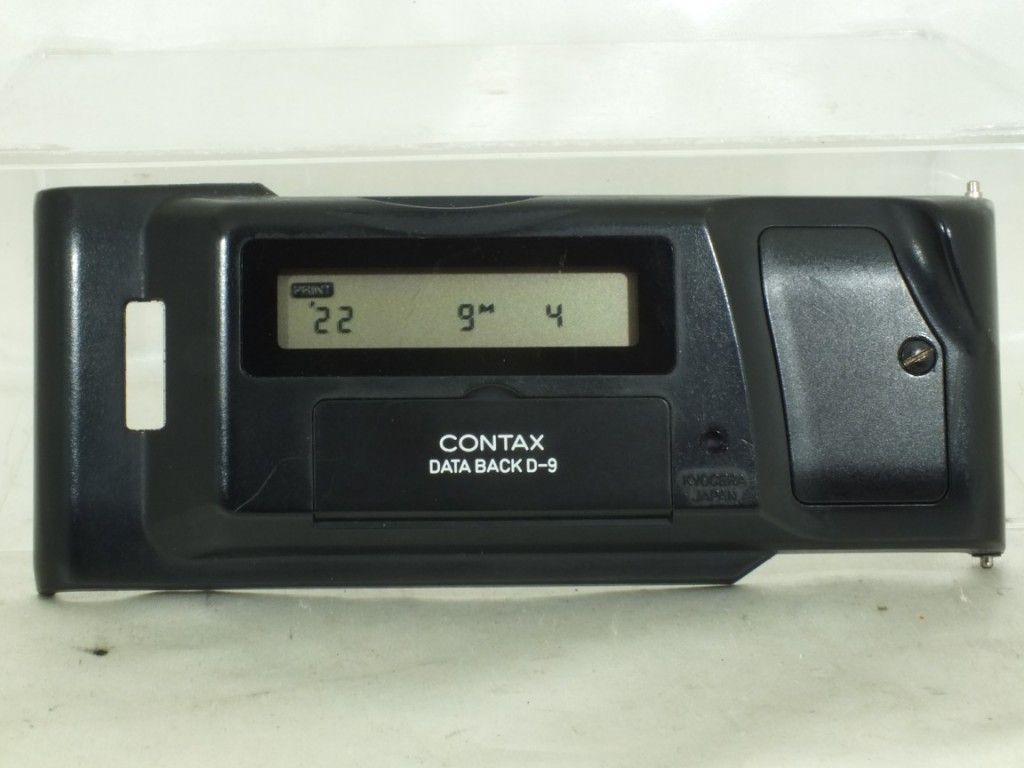 PRINT
'22 9M 4
CONTAX
DATA BACK D-9
KYOCERA
JAPAN